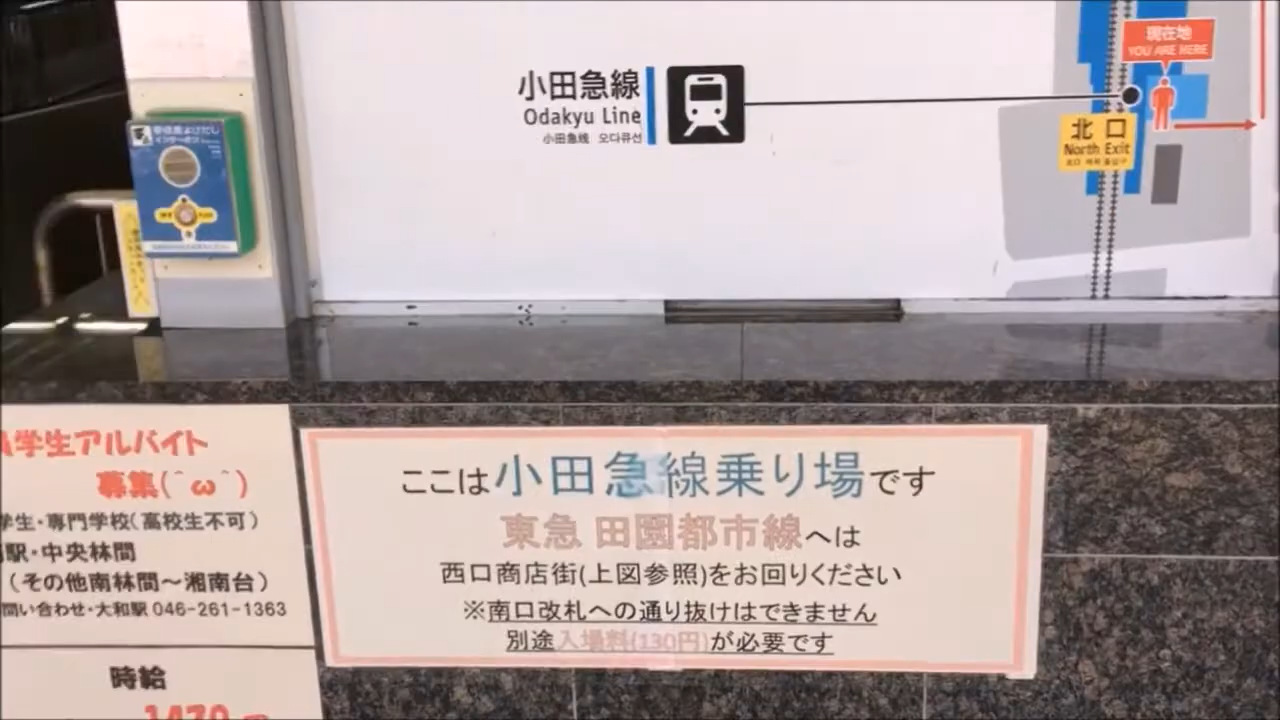 小田急線
Odakyu Line
小田急线 오다큐선
現在地
YOU ARE HERE
北口
North Exit
学生アルバイト
募集(^ω^)
学生・専門学校(高校生不可)
駅・中央林間
(その他南林間~湘南台)
問い合わせ・大和駅 046-261-1363
時給
ここは小田急線乗り場です
東急 田園都市線へは
西口商店街(上図参照)をお回りください
※南口改札への通り抜けはできません
別途入場料(130円)が必要です